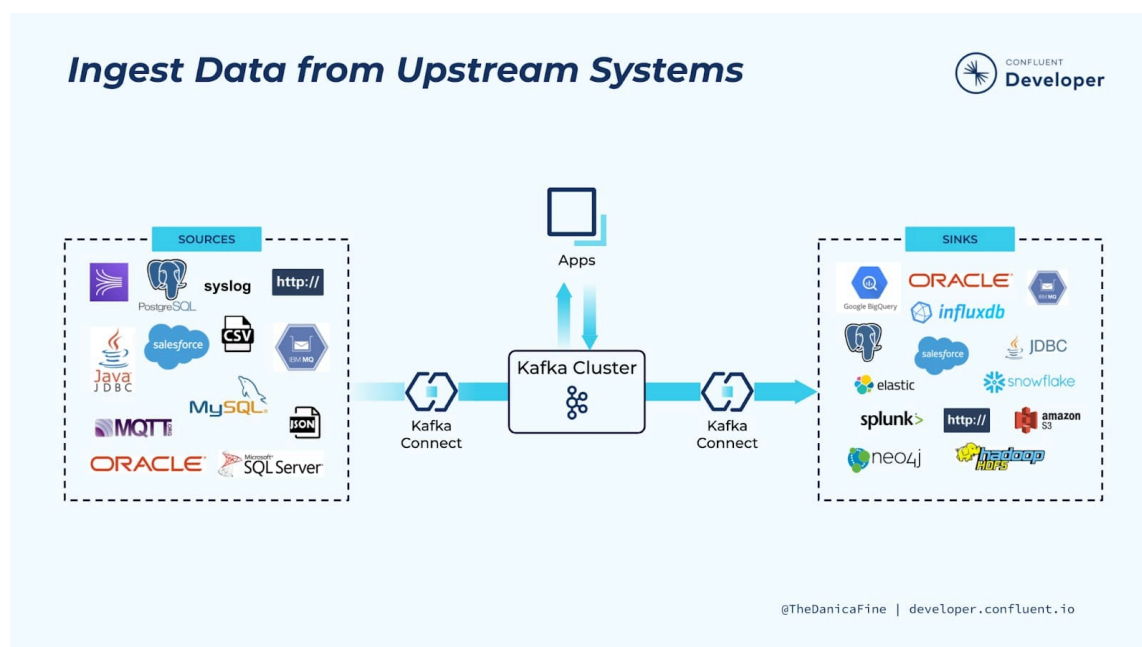 Ingest Data from Upstream Systems
CONFLUENT
Developer
Apps
SOURCES
PostgreSQL
syslog
http://
Java
JDBC
salesforce
CSV
IBM MQ
MySQL
MQTT
JSON
ORACLE
Microsoft
SQL Server
Kafka
Connect
Kafka Cluster
Kafka
Connect
SINKS
Google BigQuery
ORACLE
IBM MQ
influxdb
salesforce
JDBC
elastic
snowflake
splunk>
http://
amazon
S3
neo4j
hadoop
HDFS
@TheDanicaFine | developer.confluent.io